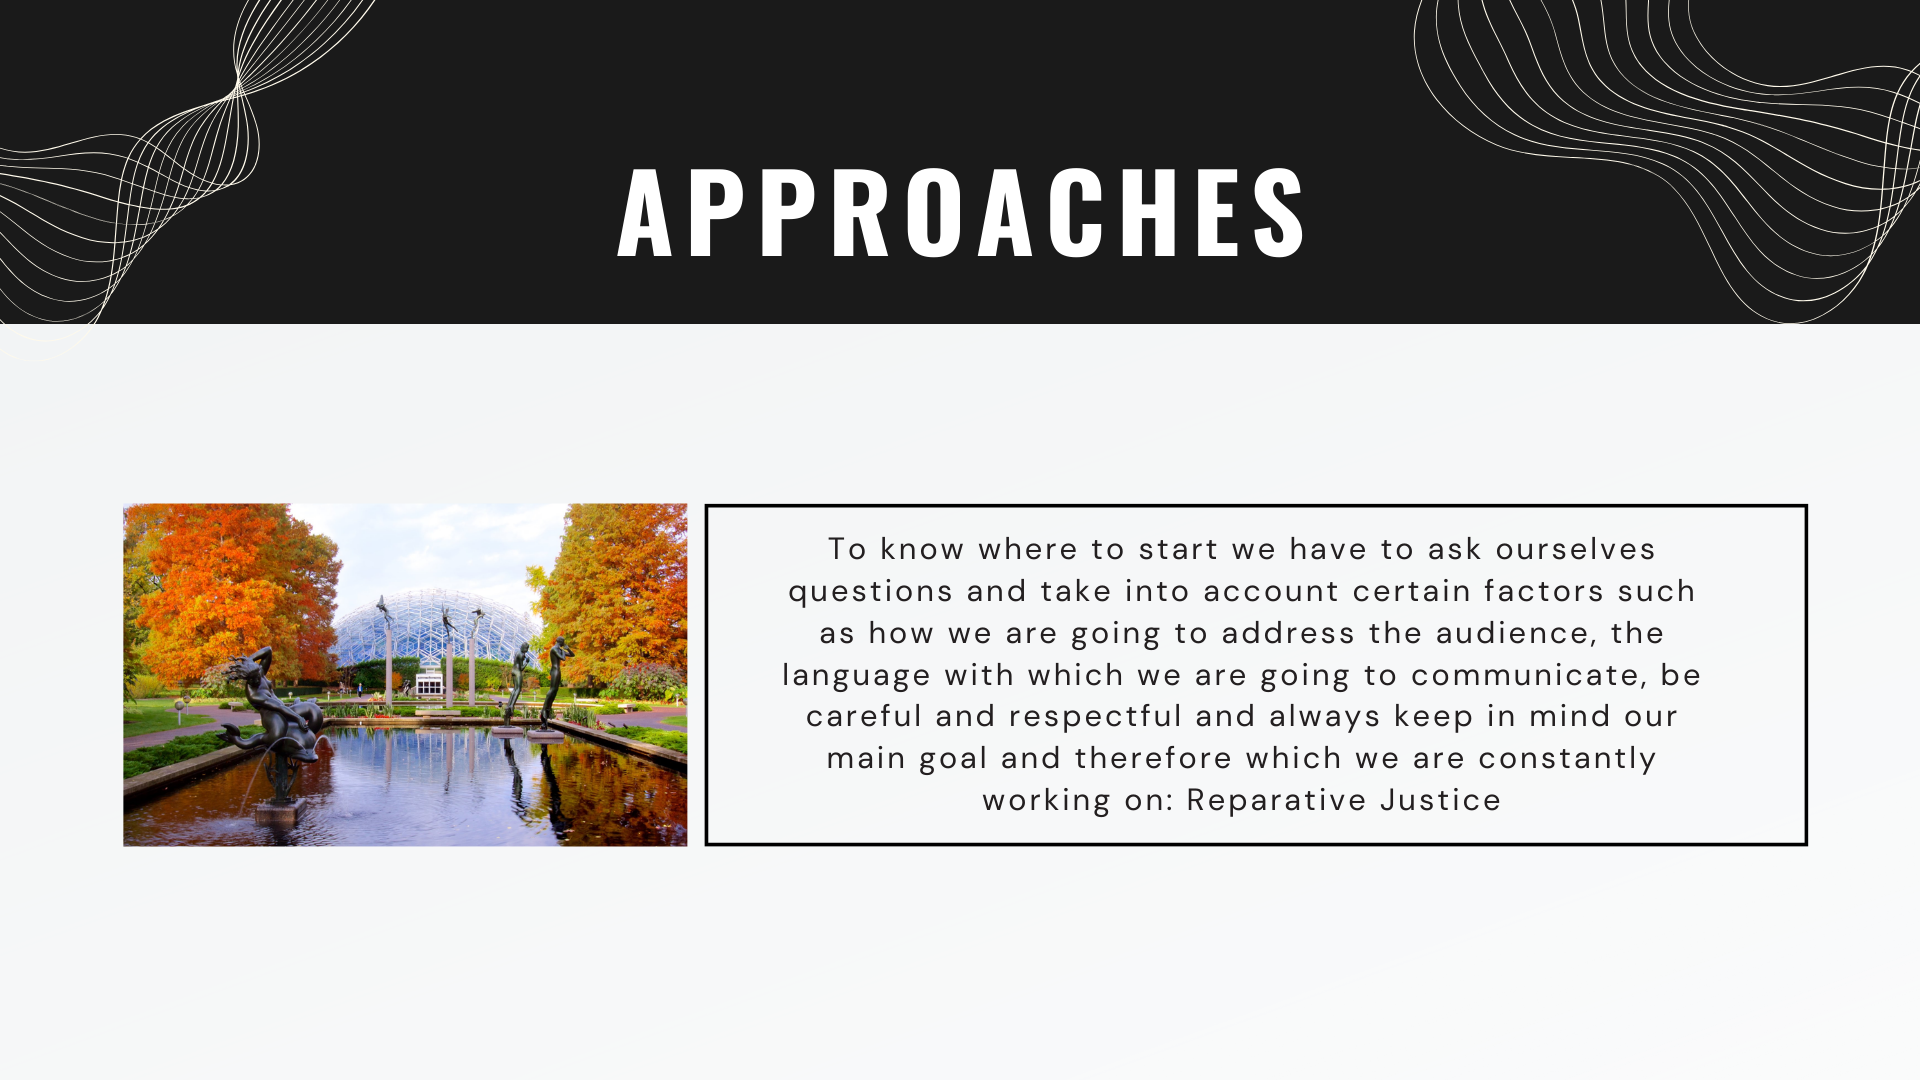 APPROACHES
To know where to start we have to ask ourselves
questions and take into account certain factors such
as how we are going to address the audience, the
language with which we are going to communicate, be
careful and respectful and always keep in mind our
main goal and therefore which we are constantly
working on: Reparative Justice